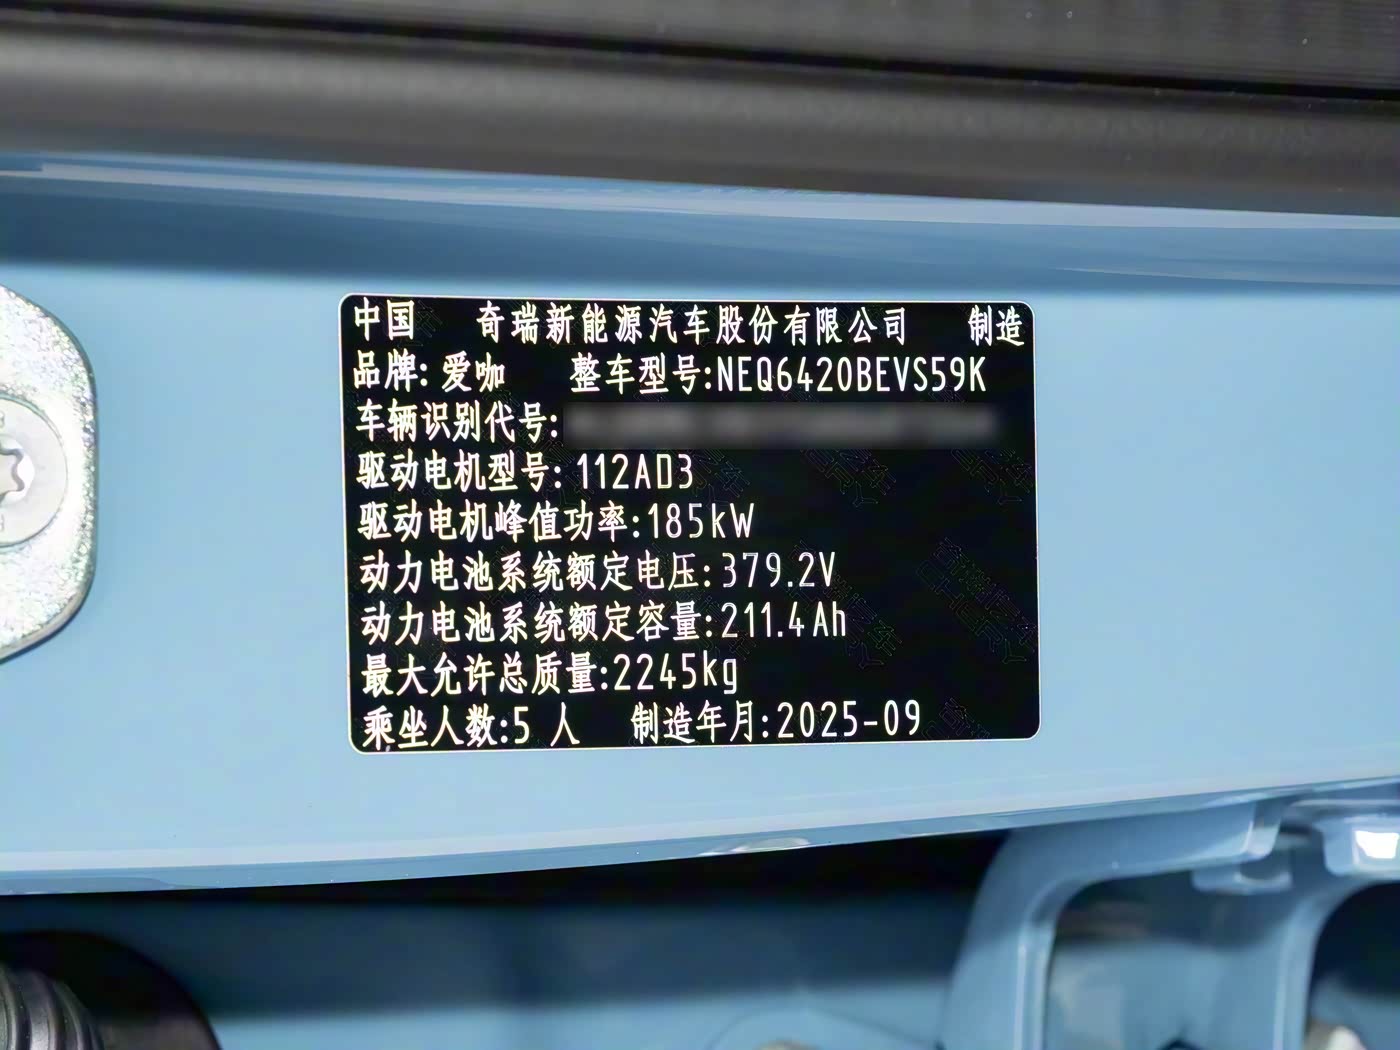 中国 奇瑞新能源汽车股份有限公司 制造
品牌: 爱咖 整车型号:NEQ6420BEVS59K
车辆识别代号:
驱动电机型号: 112AD3
驱动电机峰值功率:185kW
动力电池系统额定电压:379.2V
动力电池系统额定容量:211.4Ah
最大允许总质量:2245kg
乘坐人数:5 人 制造年月:2025-09